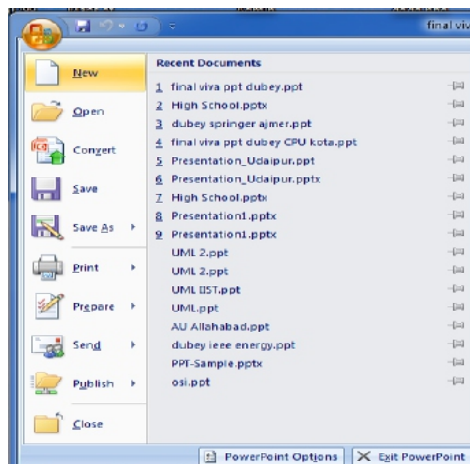 final viv
New
Open
Convert
Save
Save As
Print
Prepare
Send
Publish
Close
Recent Documents
1 final viva ppt dubey.ppt
2 High School.pptx
3 dubey springer ajmer.ppt
4 final viva ppt dubey CPU kota.ppt
5 Presentation_Udaipur.ppt
6 Presentation_Udaipur.pptx
7 High School.pptx
8 Presentation1.pptx
9 Presentation1.pptx
UML 2.ppt
UML 2.ppt
UML IIST.ppt
UML.ppt
AU Allahabad.ppt
dubey ieee energy.ppt
PPT-Sample.pptx
osi.ppt
PowerPoint Options
Exit PowerPoint